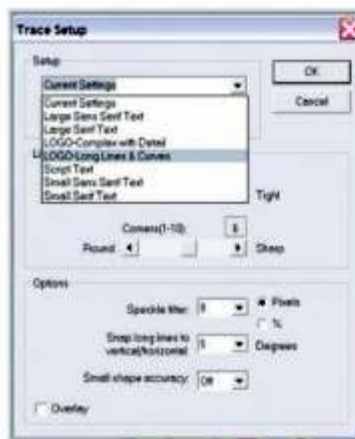 Trace Setup
Setup
Current Settings
OK
Cancel
Current Settings
Large Sans Serif Text
Large Serif Text
LOGO-Complex with Detail
LOGO-Long Lines & Curves
Script Text
Small Sans Serif Text
Small Serif Text
Tight
Corners(1-10):
Round
Sharp
Options
Speckle filter:
Pixels
%
Snap long lines to
vertical/horizontal:
5
Degrees
Small shape accuracy:
Off
Overlay